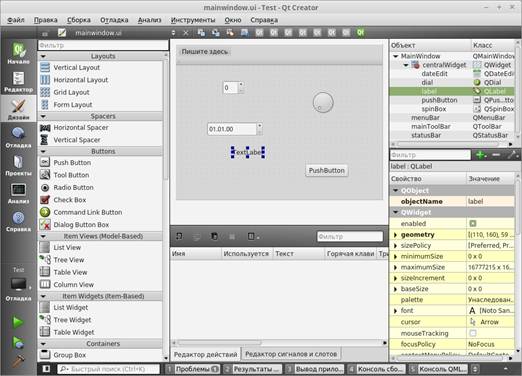 mainwindow.ui - Test - Qt Creator
Файл Правка Сборка Отладка Анализ Инструменты Окно Справка
mainwindow.ui
Начало
Редактор
Дизайн
Отладка
Проекты
Анализ
Справка
Test
Отладка
Фильтр
Layouts
Vertical Layout
Horizontal Layout
Grid Layout
Form Layout
Spacers
Horizontal Spacer
Vertical Spacer
Buttons
Push Button
Tool Button
Radio Button
Check Box
Command Link Button
Dialog Button Box
Item Views (Model-Based)
List View
Tree View
Table View
Column View
Item Widgets (Item-Based)
List Widget
Tree Widget
Table Widget
Containers
Group Box
Пишите здесь
0
01.01.00
TextLabel
PushButton
Фильтр
Имя Используется Текст Горячая клави
Редактор действий Редактор сигналов и слотов
Объект Класс
MainWindow QMainWindow
centralWidget QWidget
dateEdit QDateEdit
dial QDial
label QLabel
pushButton QPus...tton
spinBox QSpinBox
menuBar QMenuBar
mainToolBar QToolBar
statusBar QStatusBar
Фильтр
label : QLabel
Свойство Значение
QObject
objectName label
QWidget
enabled
geometry [(110, 160), 59
sizePolicy [Preferred, Pr
minimumSize 0 x 0
maximumSize 16777215 x 16
sizeIncrement 0 x 0
baseSize 0 x 0
palette Унаследован
font A [Noto San
cursor Arrow
mouseTracking
focusPolicy NoFocus
contextMenuPolicy DefaultConte
Быстрый поиск (Ctrl+K)
1 Проблемы 1 2 Результаты ... 3 Вывод прило... 4 Консоль сбо... 5 Консоль QML...